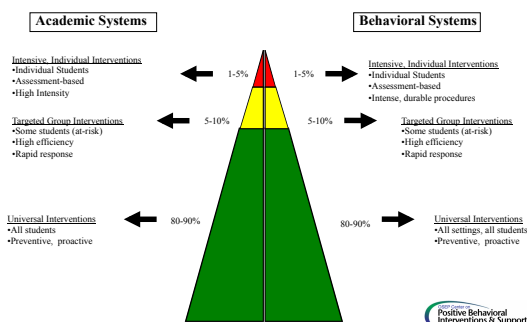 Academic Systems
Behavioral Systems
Intensive, Individual Interventions
•Individual Students
•Assessment-based
•High Intensity
1-5%
1-5%
Intensive, Individual Interventions
•Individual Students
•Assessment-based
•Intense, durable procedures
Targeted Group Interventions
•Some students (at-risk)
•High efficiency
•Rapid response
5-10%
5-10%
Targeted Group Interventions
•Some students (at-risk)
•High efficiency
•Rapid response
Universal Interventions
•All students
•Preventive, proactive
80-90%
80-90%
Universal Interventions
•All settings, all students
•Preventive, proactive
OSEP Center on
Positive Behavioral
Interventions & Support